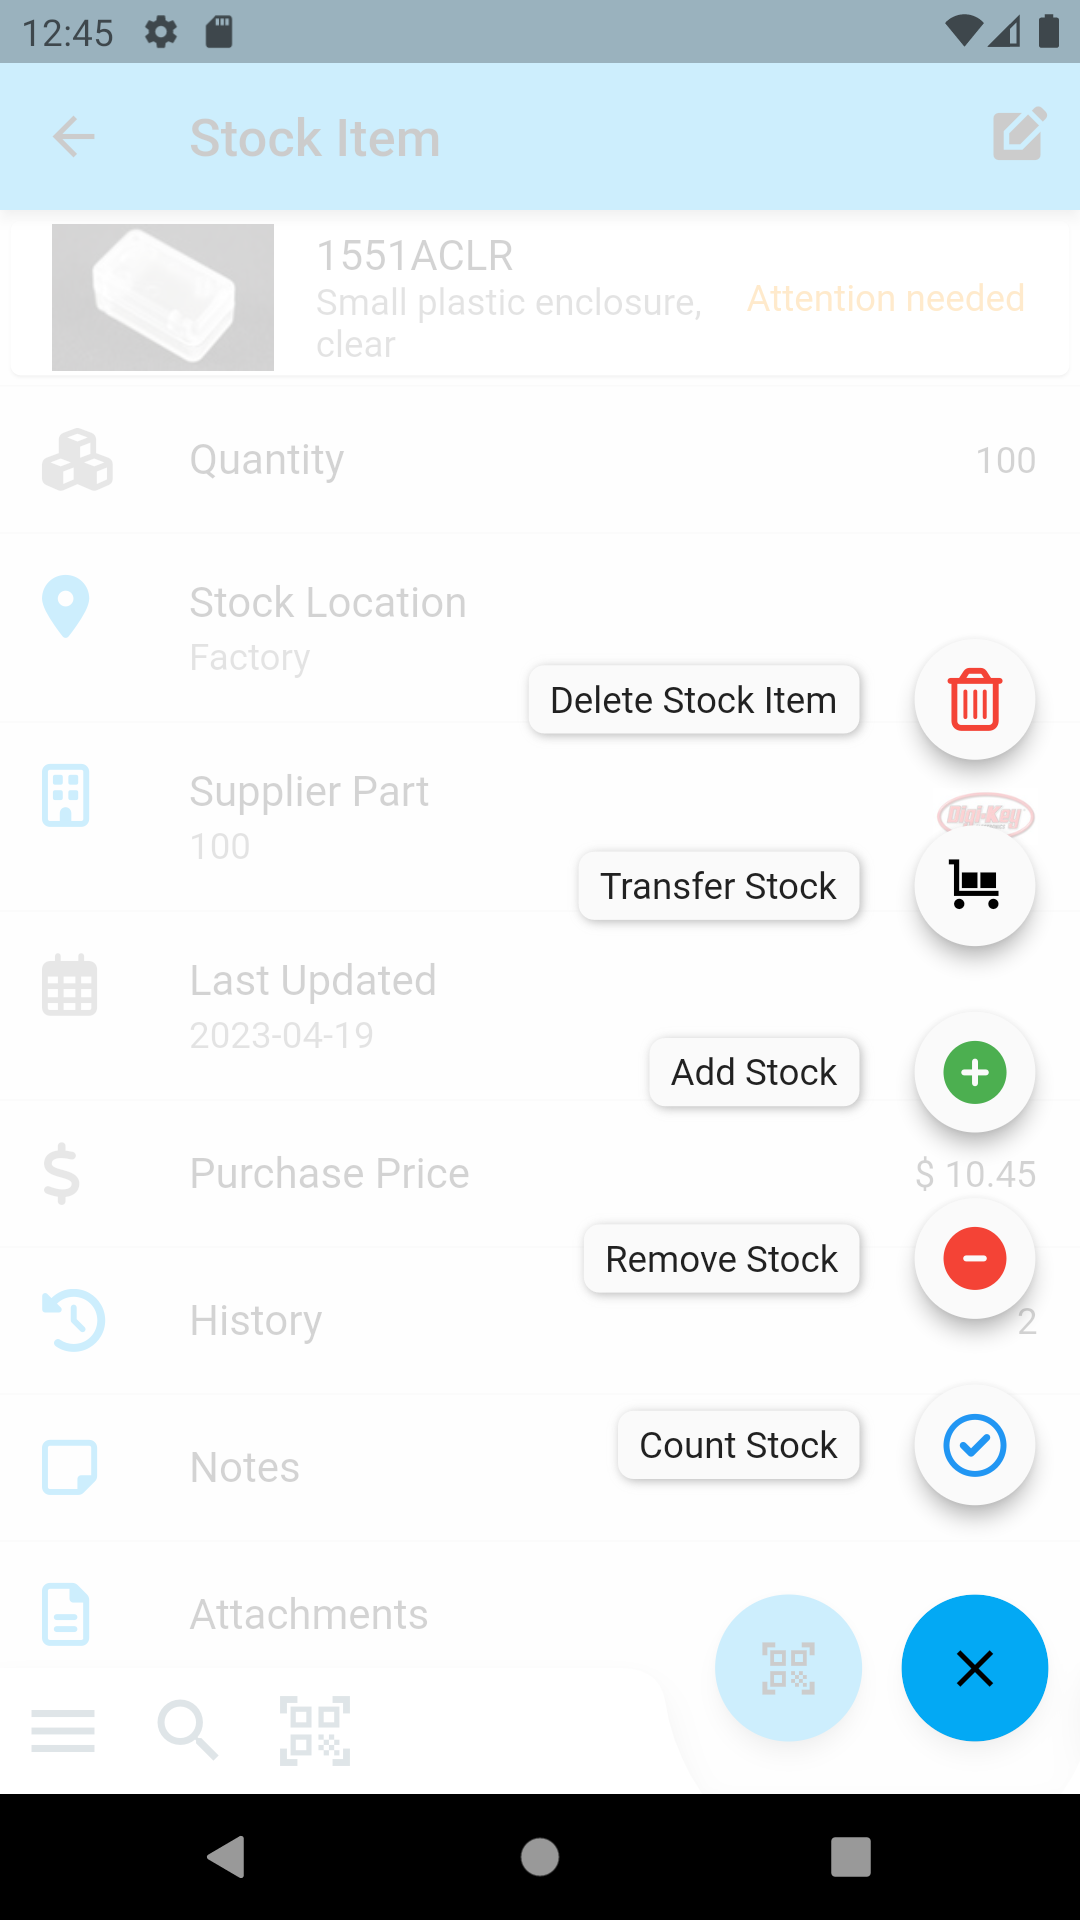 12:45
Stock Item
1551ACLR
Small plastic enclosure,
clear
Attention needed
Quantity
100
Stock Location
Factory
Delete Stock Item
Supplier Part
100
Digi-Key
Transfer Stock
Last Updated
2023-04-19
Add Stock
Purchase Price
$ 10.45
Remove Stock
History
2
Count Stock
Notes
Attachments